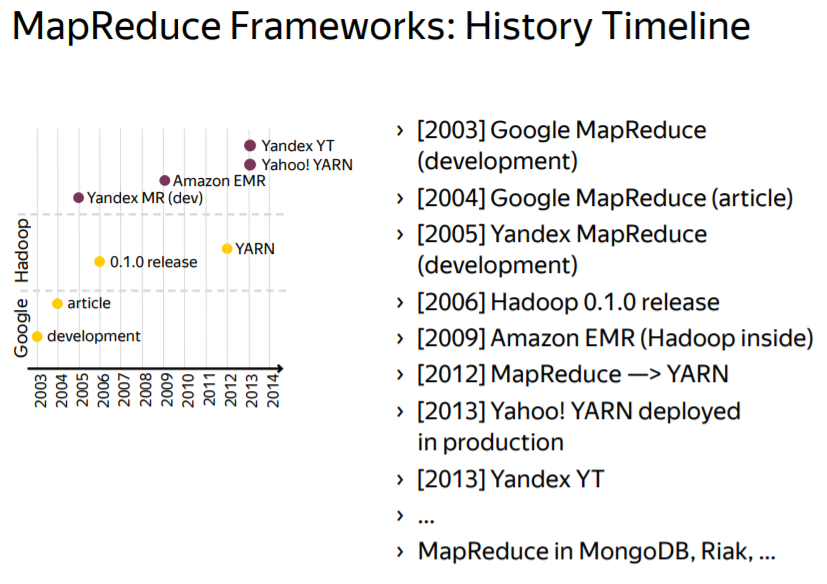 MapReduce Frameworks: History Timeline
Yandex YT
Yahoo! YARN
Amazon EMR
Yandex MR (dev)
Hadoop
YARN
0.1.0 release
Google
article
development
2003 2004 2005 2006 2007 2008 2009 2010 2011 2012 2013 2014
› [2003] Google MapReduce
(development)
› [2004] Google MapReduce (article)
› [2005] Yandex MapReduce
(development)
› [2006] Hadoop 0.1.0 release
› [2009] Amazon EMR (Hadoop inside)
› [2012] MapReduce —> YARN
› [2013] Yahoo! YARN deployed
in production
› [2013] Yandex YT
› ...
› MapReduce in MongoDB, Riak, ...